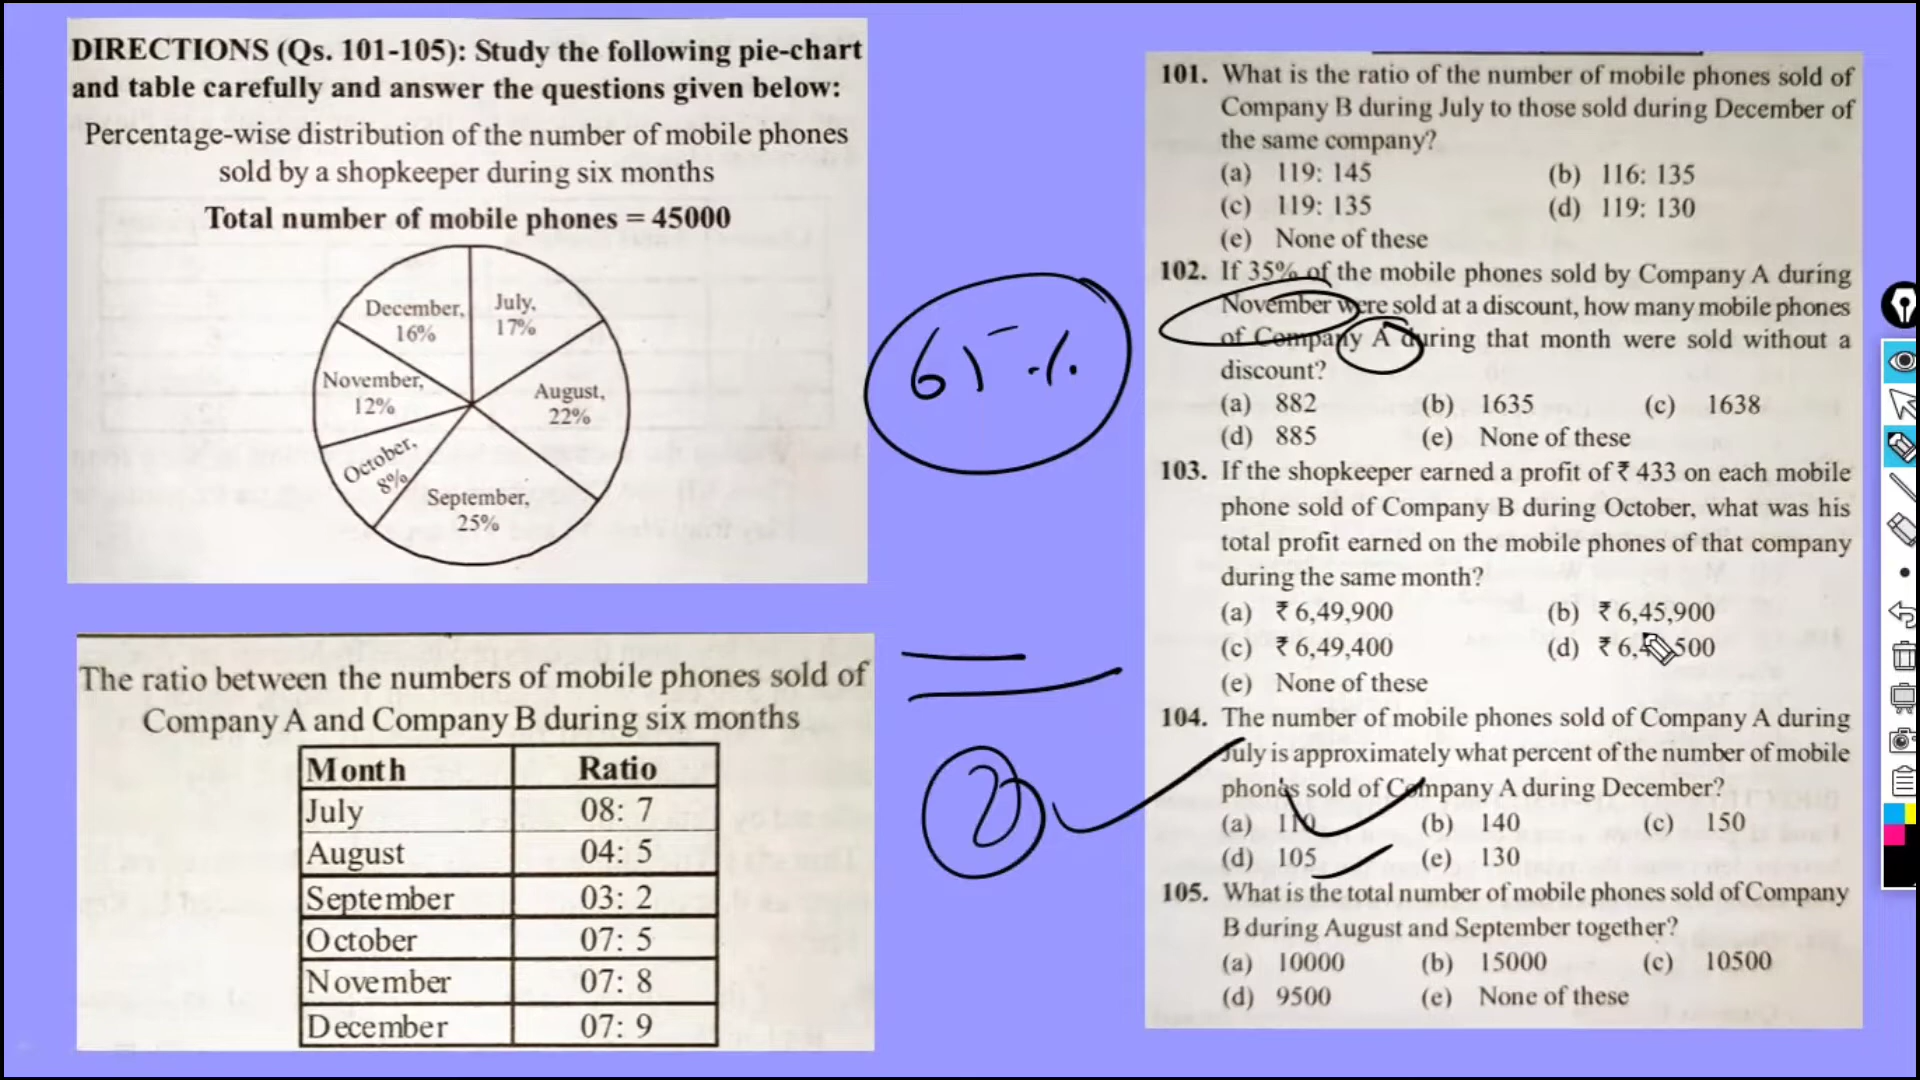 DIRECTIONS (Qs. 101-105): Study the following pie-chart
and table carefully and answer the questions given below:
Percentage-wise distribution of the number of mobile phones
sold by a shopkeeper during six months
Total number of mobile phones = 45000
December,
16%
July,
17%
November,
12%
August,
22%
October,
8%
September,
25%
The ratio between the numbers of mobile phones sold of
Company A and Company B during six months
Month Ratio
July 08: 7
August 04: 5
September 03: 2
October 07: 5
November 07: 8
December 07: 9
65%
101. What is the ratio of the number of mobile phones sold of
Company B during July to those sold during December of
the same company?
(a) 119: 145 (b) 116: 135
(c) 119: 135 (d) 119: 130
(e) None of these
102. If 35% of the mobile phones sold by Company A during
November were sold at a discount, how many mobile phones
of Company A during that month were sold without a
discount?
(a) 882 (b) 1635 (c) 1638
(d) 885 (e) None of these
103. If the shopkeeper earned a profit of ₹ 433 on each mobile
phone sold of Company B during October, what was his
total profit earned on the mobile phones of that company
during the same month?
(a) ₹ 6,49,900 (b) ₹ 6,45,900
(c) ₹ 6,49,400 (d)
(e) None of these
104. The number of mobile phones sold of Company A during
July is approximately what percent of the number of mobile
phones sold of Company A during December?
(a) 110 (b) 140 (c) 150
(d) 105 (e) 130
105. What is the total number of mobile phones sold of Company
B during August and September together?
(a) 10000 (b) 15000 (c) 10500
(d) 9500 (e) None of these